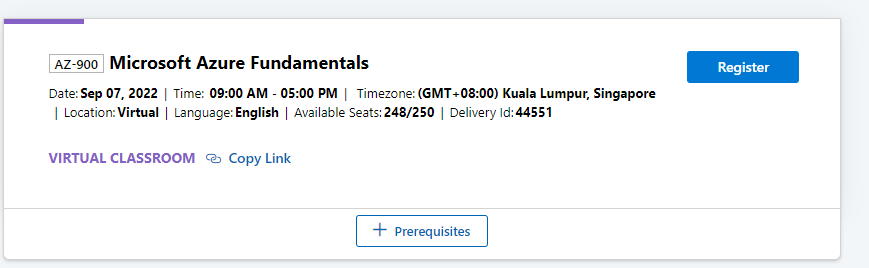 AZ-900 Microsoft Azure Fundamentals
Register
Date: Sep 07, 2022 | Time: 09:00 AM - 05:00 PM | Timezone: (GMT+08:00) Kuala Lumpur, Singapore
| Location: Virtual | Language: English | Available Seats: 248/250 | Delivery Id: 44551
VIRTUAL CLASSROOM Copy Link
+ Prerequisites